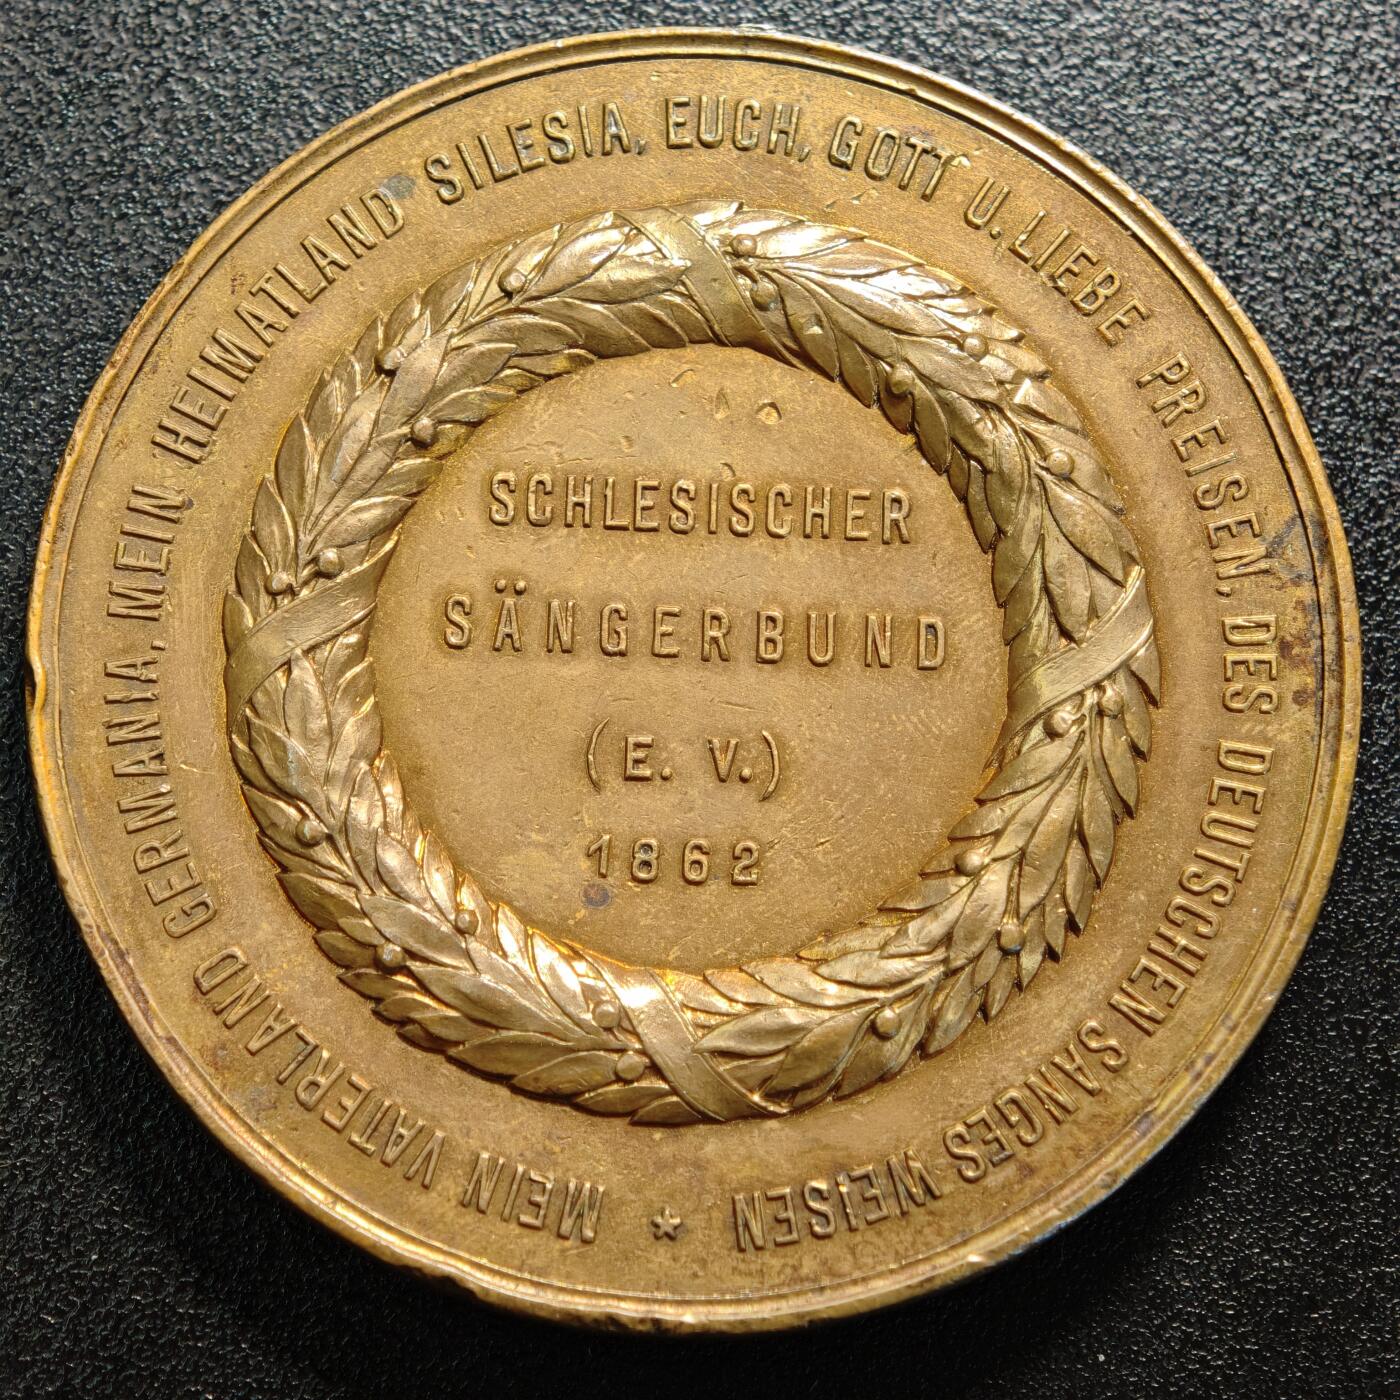 MEIN VATERLAND GERMANIA, MEIN HEIMATLAND SILESIA, EUCH, GOTT U. LIEBE PREISEN, DES DEUTSCHEN SANGES WEISEN *
SCHLESISCHER
SÄNGERBUND
(E. V.)
1862